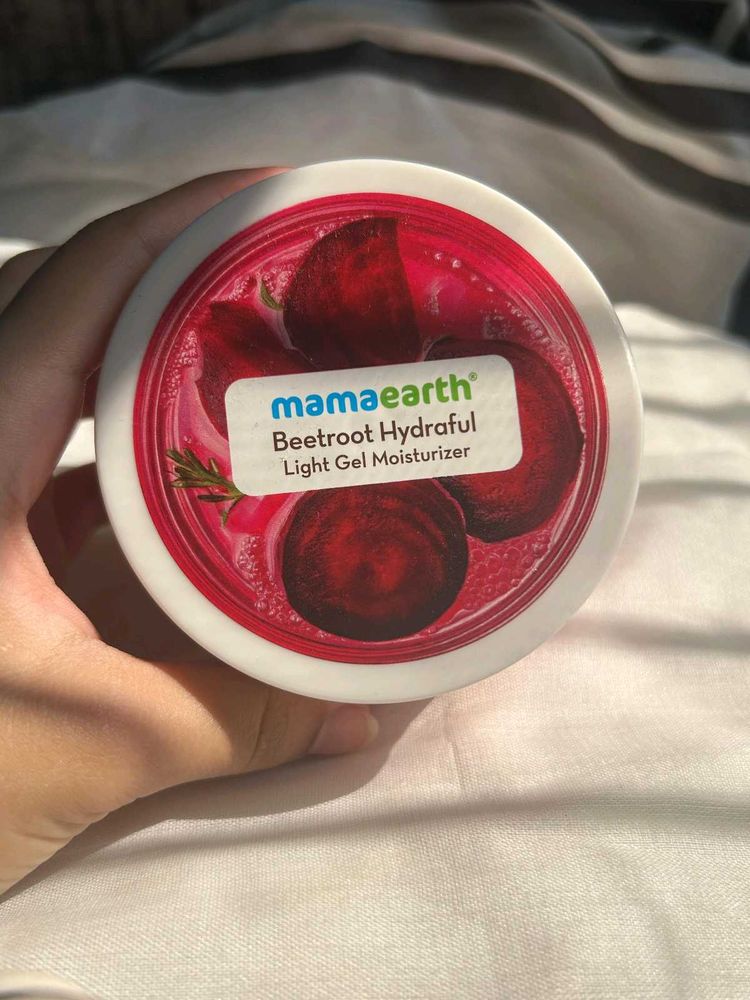 mamaearth®
Beetroot Hydraful
Light Gel Moisturizer